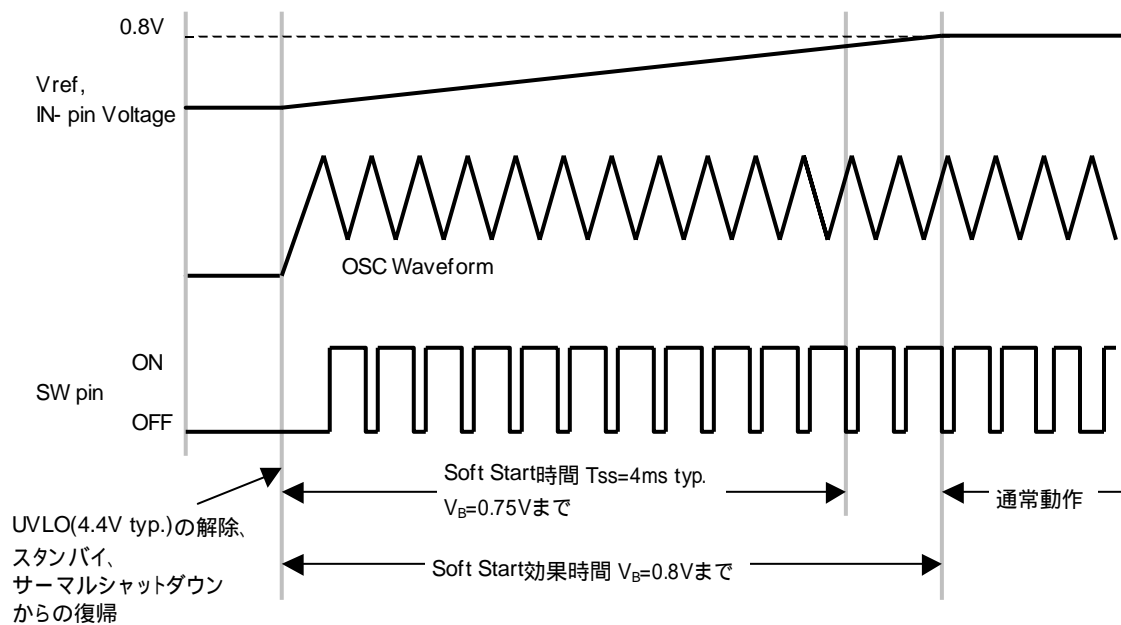 0.8V
Vref,
IN- pin Voltage
OSC Waveform
ON
SW pin
OFF
Soft Start時間 Tss=4ms typ.
VB=0.75Vまで
通常動作
UVLO(4.4V typ.)の解除、
スタンバイ、
サーマルシャットダウン
からの復帰
Soft Start効果時間 VB=0.8Vまで